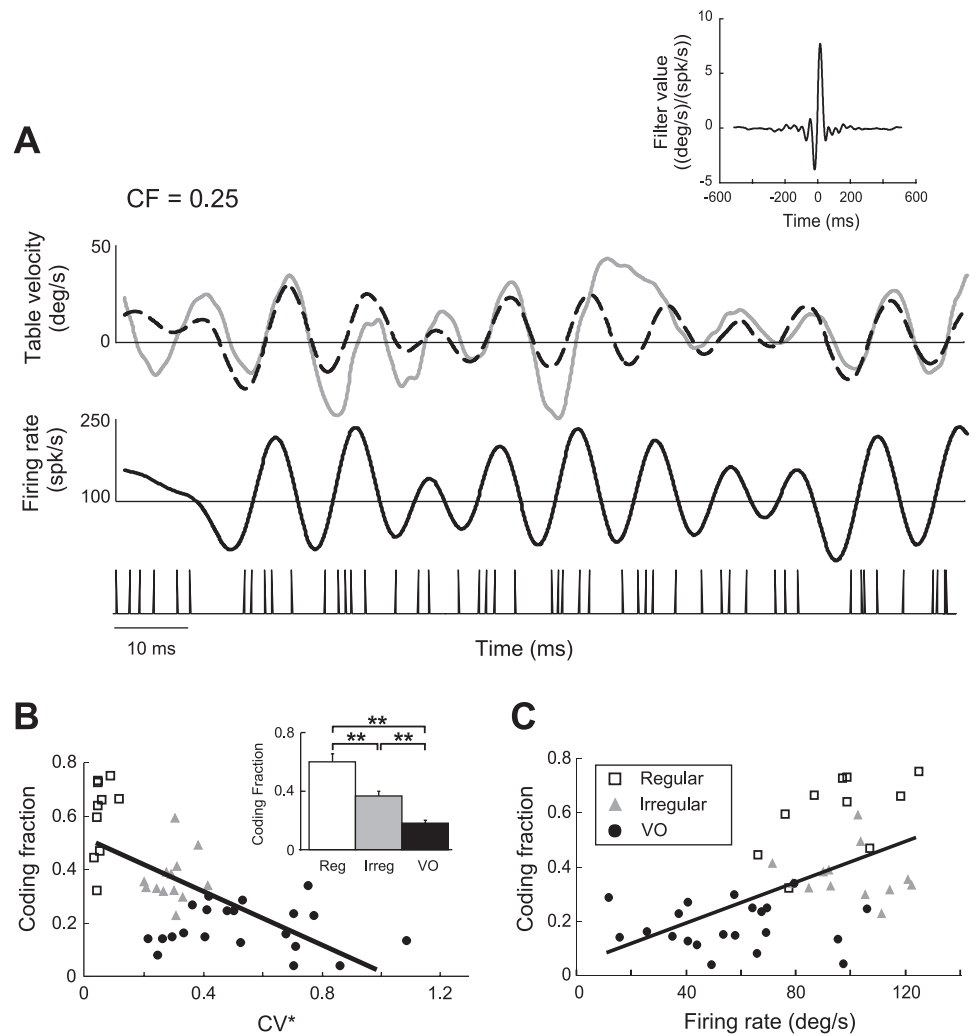 10
5
0
-5
Filter value
((deg/s)/(spk/s))
-600
-200
0
200
600
Time (ms)
A
CF = 0.25
50
0
Table velocity
(deg/s)
250
100
Firing rate
(spk/s)
10 ms
Time (ms)
B
0.8
0.6
0.4
0.2
0
Coding fraction
0
0.4
0.8
1.2
CV*
0.8
0.4
0
Coding Fraction
**
**
**
Reg
Irreg
VO
C
0.8
0.6
0.4
0.2
0
Coding fraction
Regular
Irregular
VO
0
40
80
120
Firing rate (deg/s)